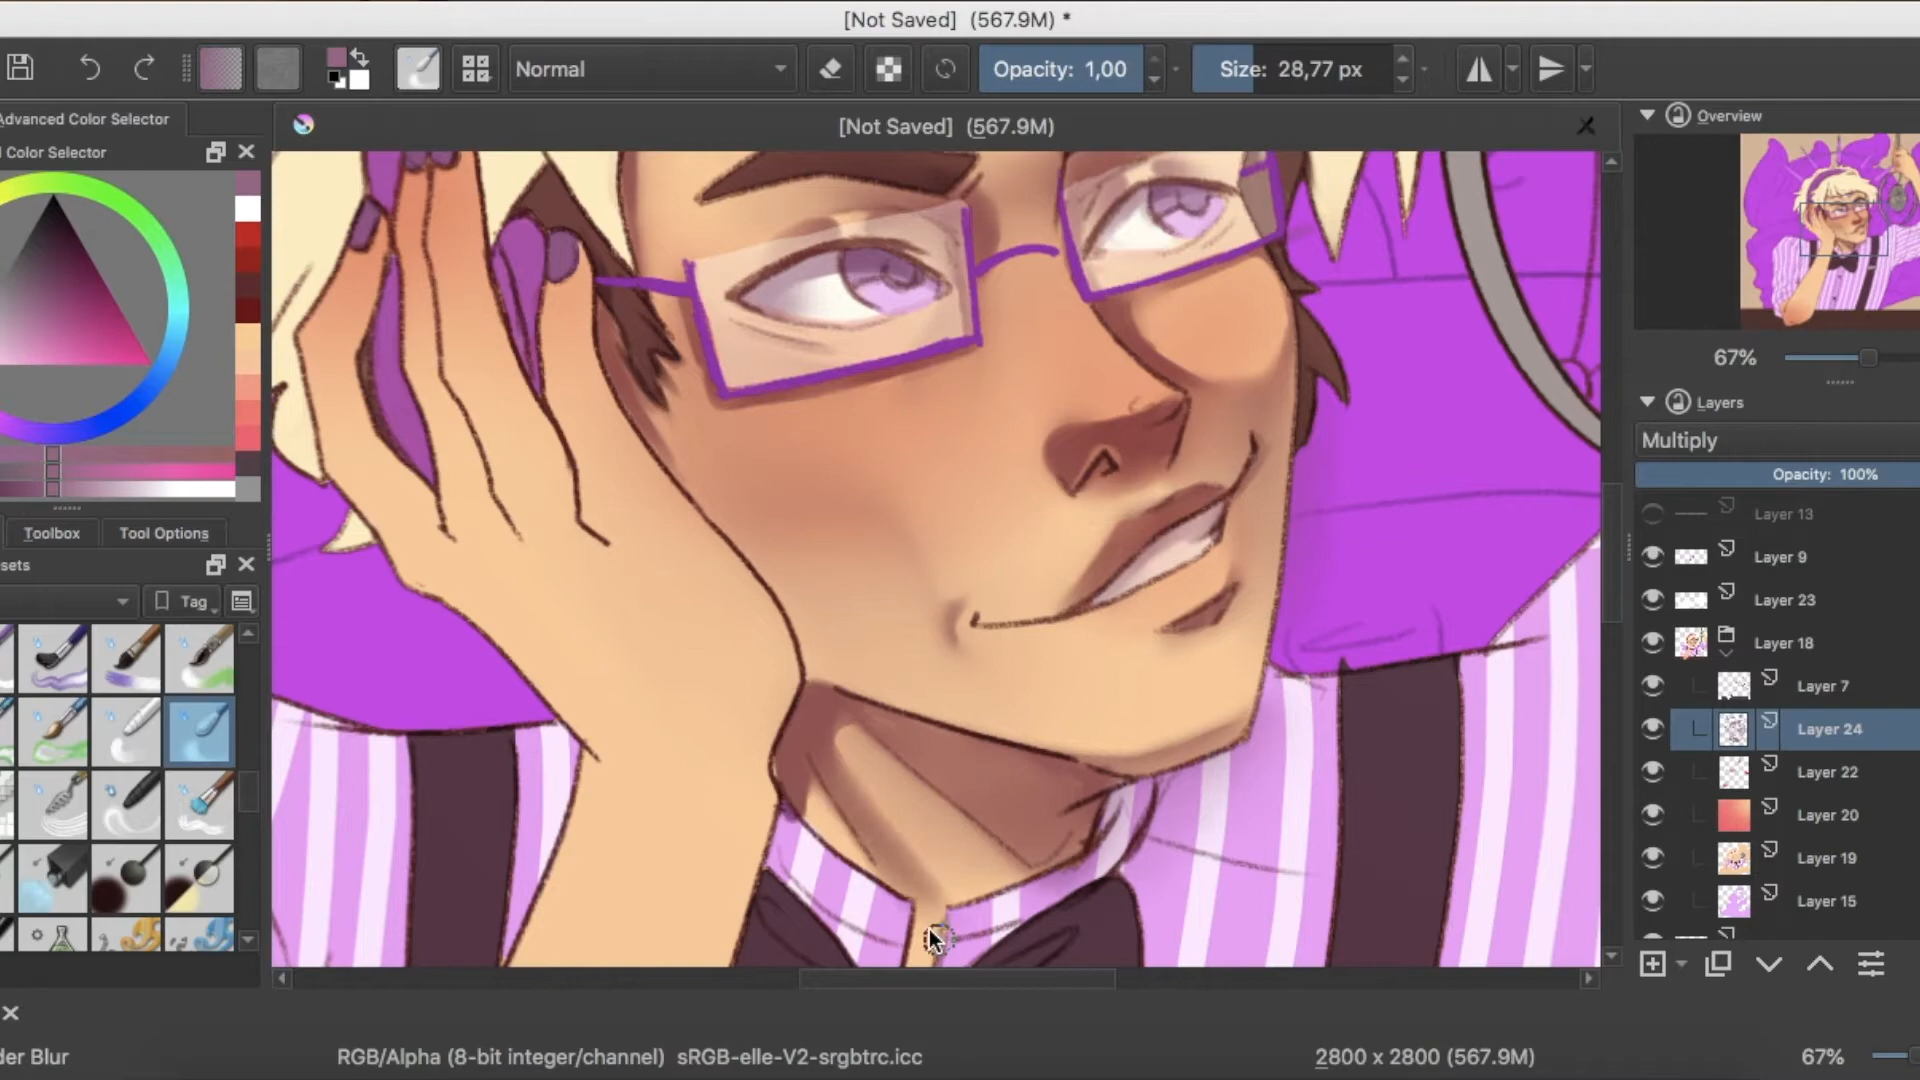 [Not Saved] (567.9M) *
Normal
Opacity: 1,00
Size: 28,77 px
Advanced Color Selector
[Not Saved] (567.9M)
Overview
Color Selector
67%
Layers
Multiply
Opacity: 100%
Layer 13
Toolbox
Tool Options
Layer 9
sets
Tag
Layer 23
Layer 18
Layer 7
Layer 24
Layer 22
Layer 20
Layer 19
Layer 15
der Blur
RGB/Alpha (8-bit integer/channel) sRGB-elle-V2-srgbtrc.icc
2800 x 2800 (567.9M)
67%